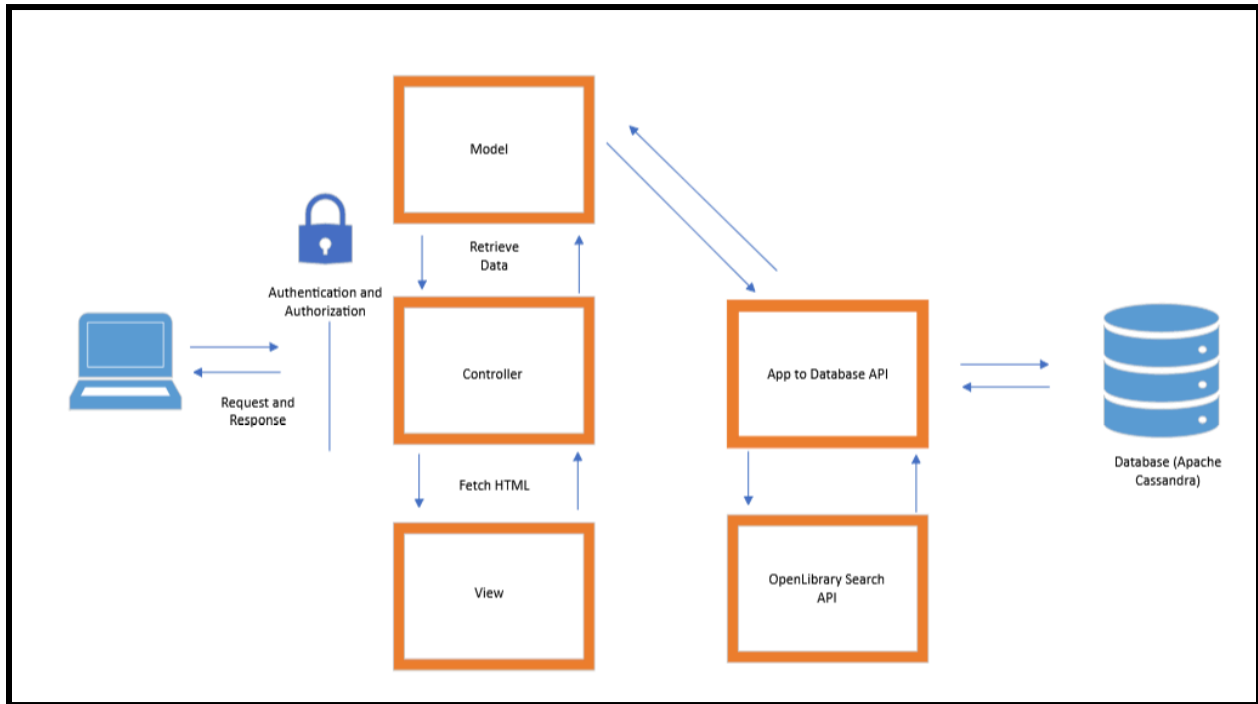 Model
Retrieve
Data
Authentication and
Authorization
Controller
App to Database API
Request and
Response
Database (Apache
Cassandra)
Fetch HTML
View
OpenLibrary Search
API